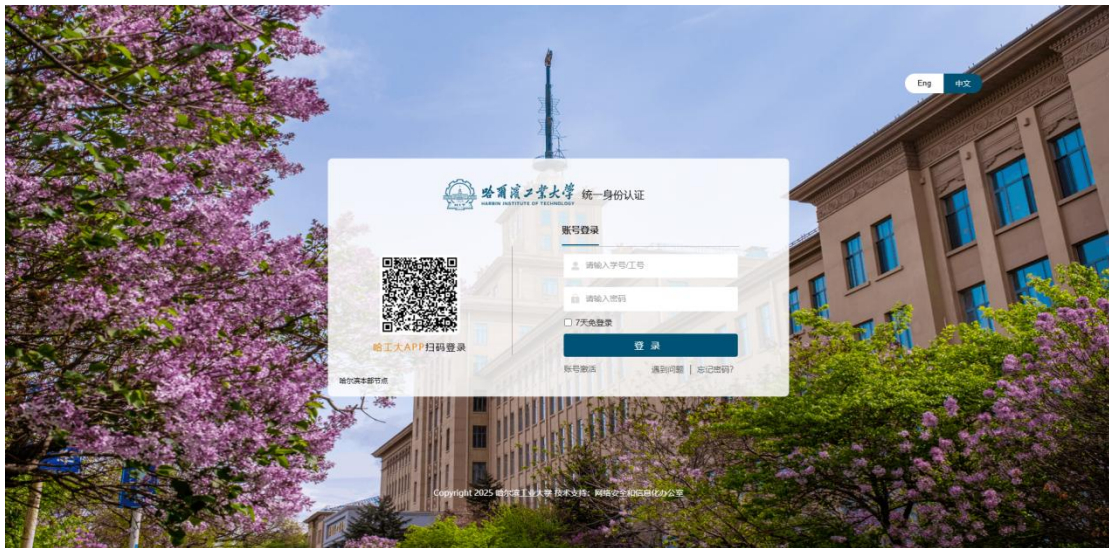 Eng 中文
哈尔滨工业大学 统一身份认证
HARBIN INSTITUTE OF TECHNOLOGY
账号登录
请输入学号/工号
请输入密码
7天免登录
登 录
哈工大APP扫码登录
账号激活 遇到问题 | 忘记密码?
哈尔滨本部节点
Copyright 2025 哈尔滨工业大学 技术支持：网络安全和信息化办公室